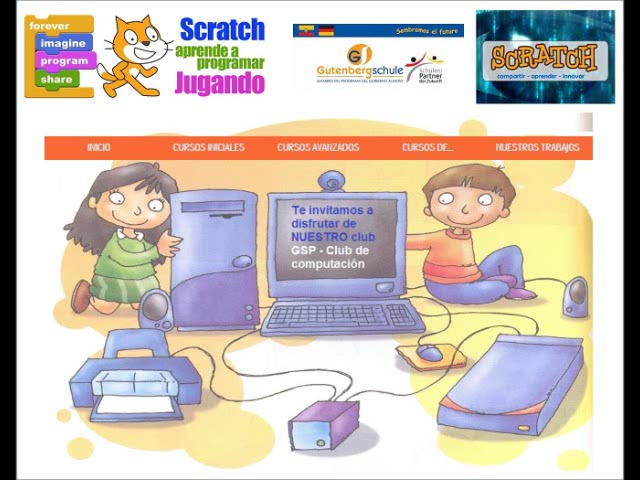 forever
imagine
program
share
Scratch
aprende a
programar
Jugando
Sembramos el futuro
Gutenbergschule
Schulen:
Partner
der Zukunft
SCRATCH
compartir - aprender - innovar
INICIO
CURSOS INICIALES
CURSOS AVANZADOS
CURSOS DE...
NUESTROS TRABAJOS
Te invitamos a
disfrutar de
NUESTRO club
GSP - Club de
computación